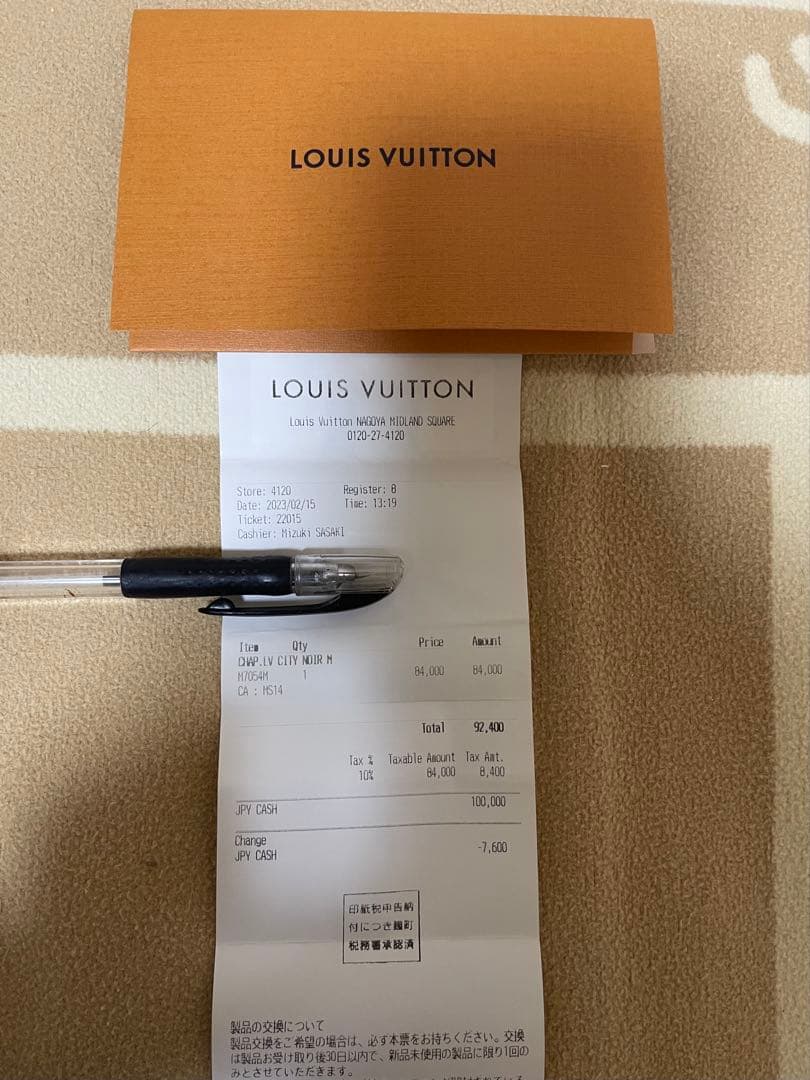 LOUIS VUITTON
LOUIS VUITTON
Louis Vuitton NAGOYA MIDLAND SQUARE
0120-27-4120
Store: 4120 Register: 8
Date: 2023/02/15 Time: 13:19
Ticket: 22015
Cashier: Mizuki SASAKI
Item Qty Price Amount
CHAP.LV CITY NOIR M
M7054M 1 84,000 84,000
CA : MS14
Total 92,400
Tax % Taxable Amount Tax Amt.
10% 84,000 8,400
JPY CASH 100,000
Change
JPY CASH -7,600
印紙税申告納
付につき麹町
税務署承認済
製品の交換について
製品交換をご希望の場合は、必ず本票をお持ちください。交換
は製品お受け取り後30日以内で、新品未使用の製品に限り1回の
みとさせていただきます。